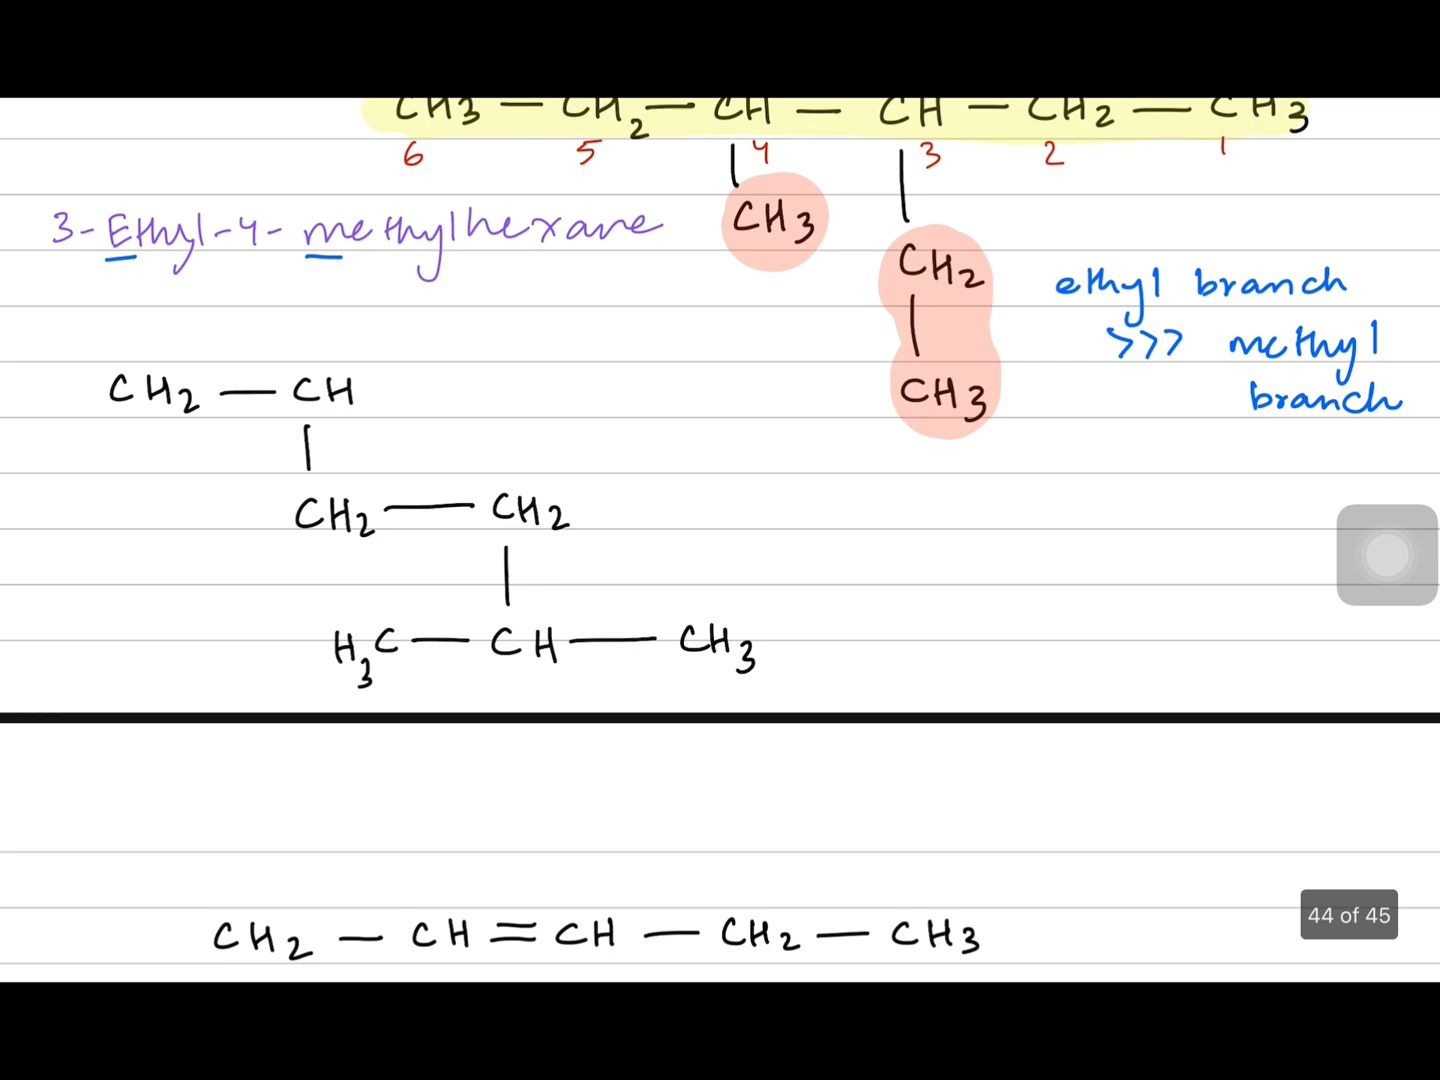 CH3 — CH2 — CH — CH — CH2 — CH3
6 5 4 3 2 1
CH3
3-Ethyl-4-methylhexane
CH2
ethyl branch
>>> methyl
branch
CH3
CH2 — CH
CH2 — CH2
H3C — CH — CH3
CH2 — CH = CH — CH2 — CH3
44 of 45